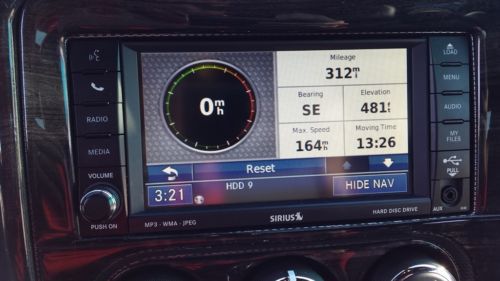 LOAD
MENU
AUDIO
MY
FILES
PULL
AUX
RADIO
MEDIA
VOLUME
PUSH ON
0 m
h
Mileage
312 m
Bearing
SE
Elevation
481 f
t
Max. Speed
164 m
h
Moving Time
13:26
Reset
3:21
HDD 9
HIDE NAV
MP3 - WMA - JPEG
SIRIUS
HARD DISC DRIVE